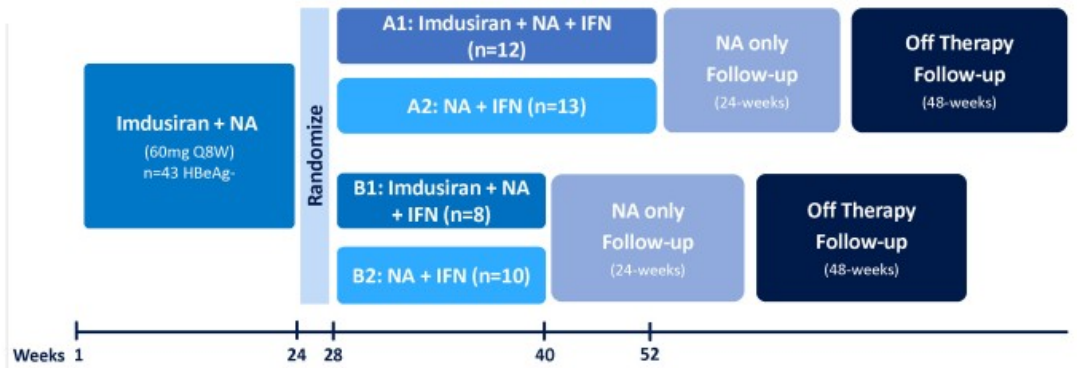 Imdusiran + NA
(60mg Q8W)
n=43 HBeAg-
Randomize
A1: Imdusiran + NA + IFN
(n=12)
A2: NA + IFN (n=13)
NA only
Follow-up
(24-weeks)
Off Therapy
Follow-up
(48-weeks)
B1: Imdusiran + NA
+ IFN (n=8)
B2: NA + IFN (n=10)
NA only
Follow-up
(24-weeks)
Off Therapy
Follow-up
(48-weeks)
Weeks 1 24 28 40 52